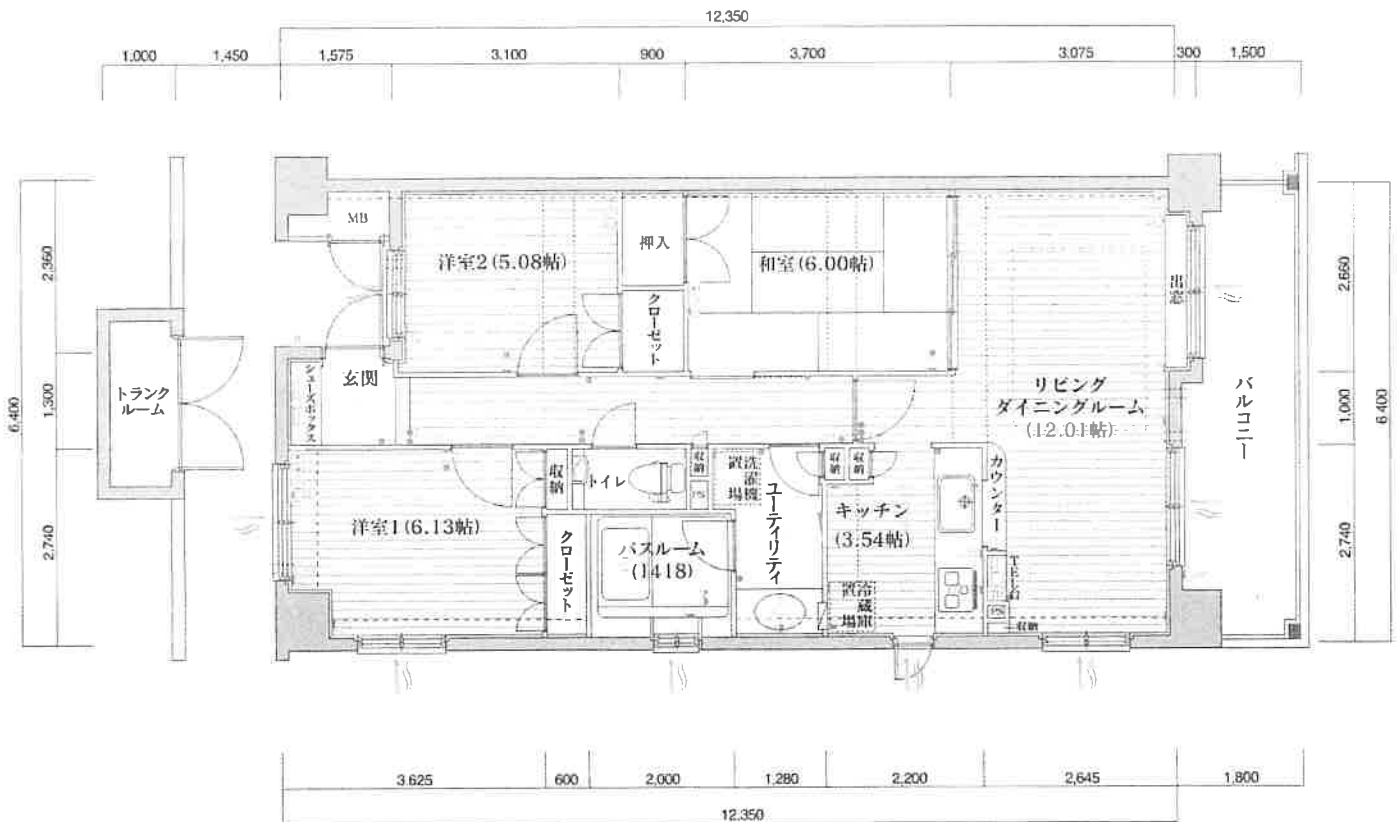 12,350
1,000
1,450
1,575
3,100
900
3,700
3,075
300
1,500
6,400
2,360
1,300
2,740
MB
洋室2(5.08帖)
押入
クローゼット
和室(6.00帖)
出窓
2,660
1,000
2,740
6,400
トランク
ルーム
シューズボックス
玄関
リビング
ダイニングルーム
(12.01帖)
バルコニー
洋室1(6.13帖)
収納
トイレ
収納
PS
洗濯機
置場
ユーティリティ
収納
収納
キッチン
(3.54帖)
カウンター
クローゼット
バスルーム
(1418)
冷蔵庫
置場
TEL台
PS
収納
3,625
600
2,000
1,280
2,200
2,645
1,800
12,350